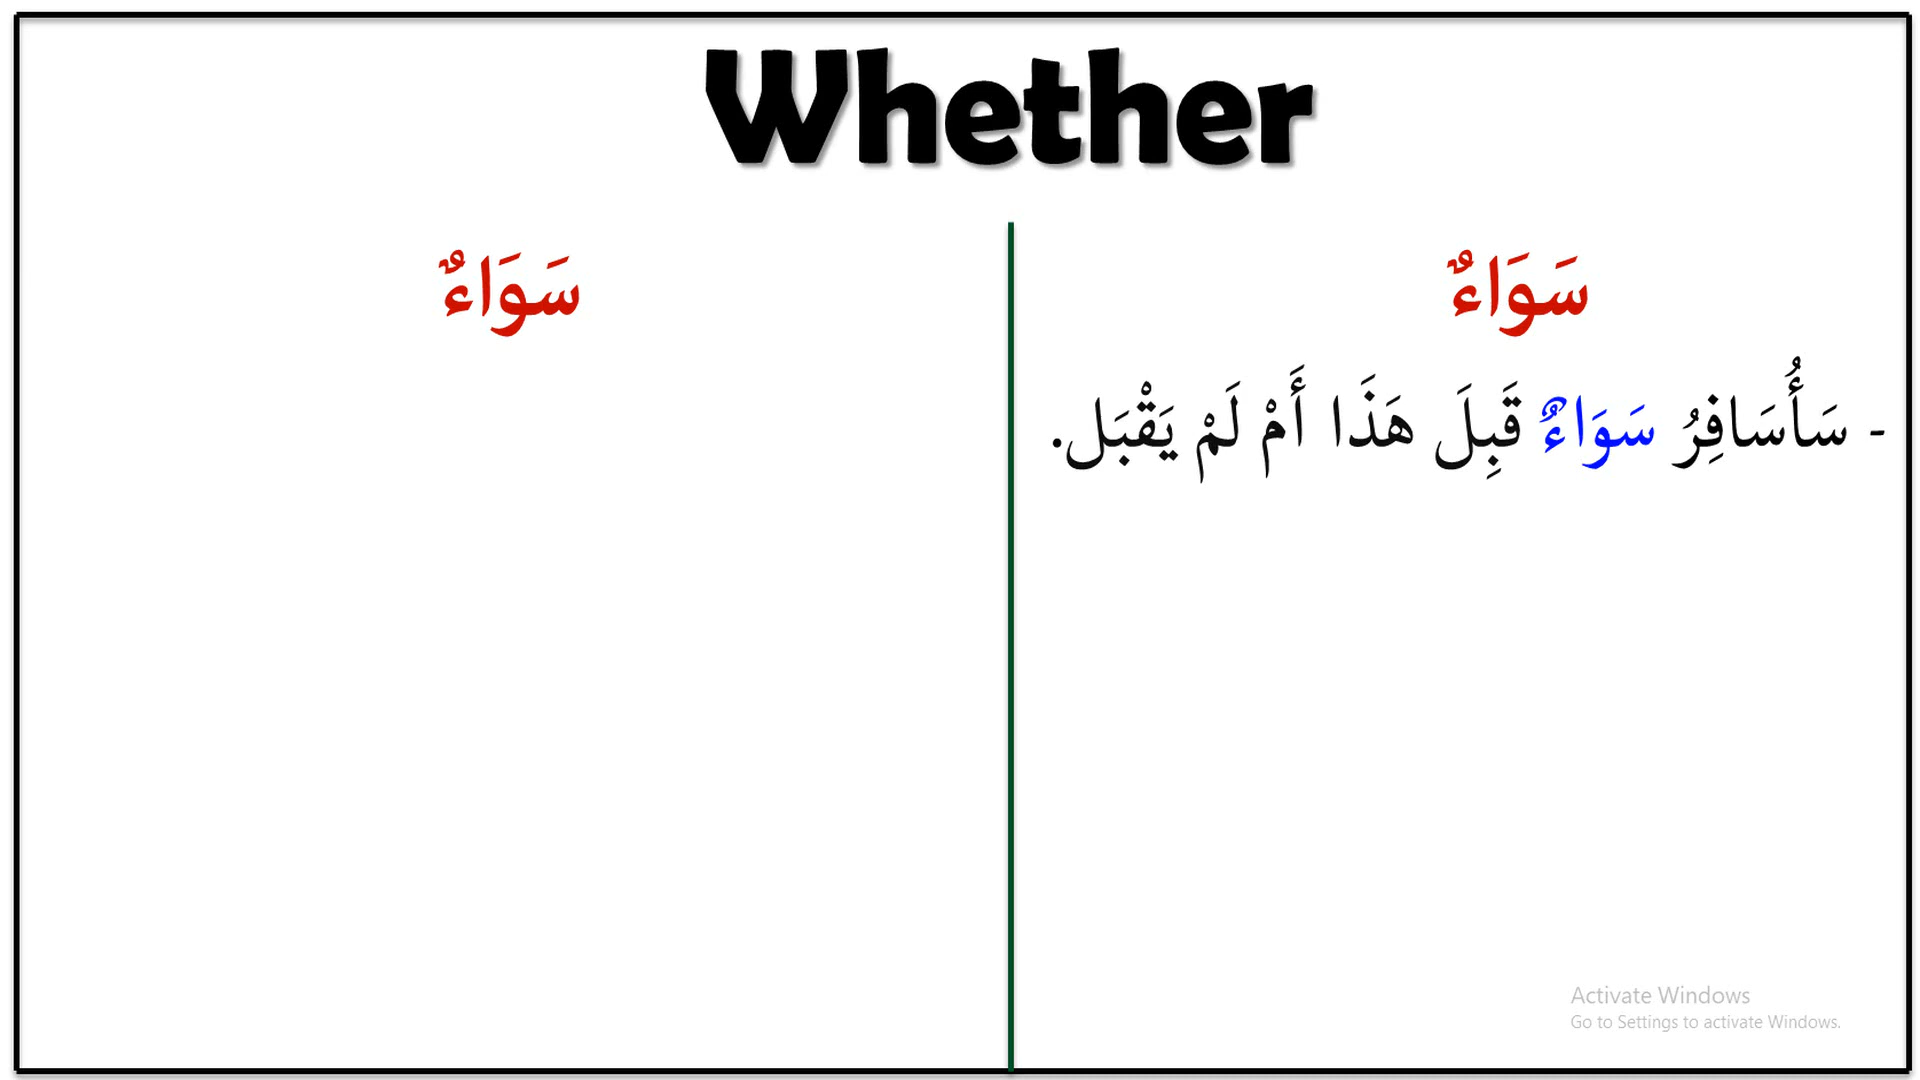 Whether
سَوَاءٌ
سَوَاءٌ
- سَأُسَافِرُ سَوَاءٌ قَبِلَ هَذَا أَمْ لَمْ يَقْبَل.
Activate Windows
Go to Settings to activate Windows.